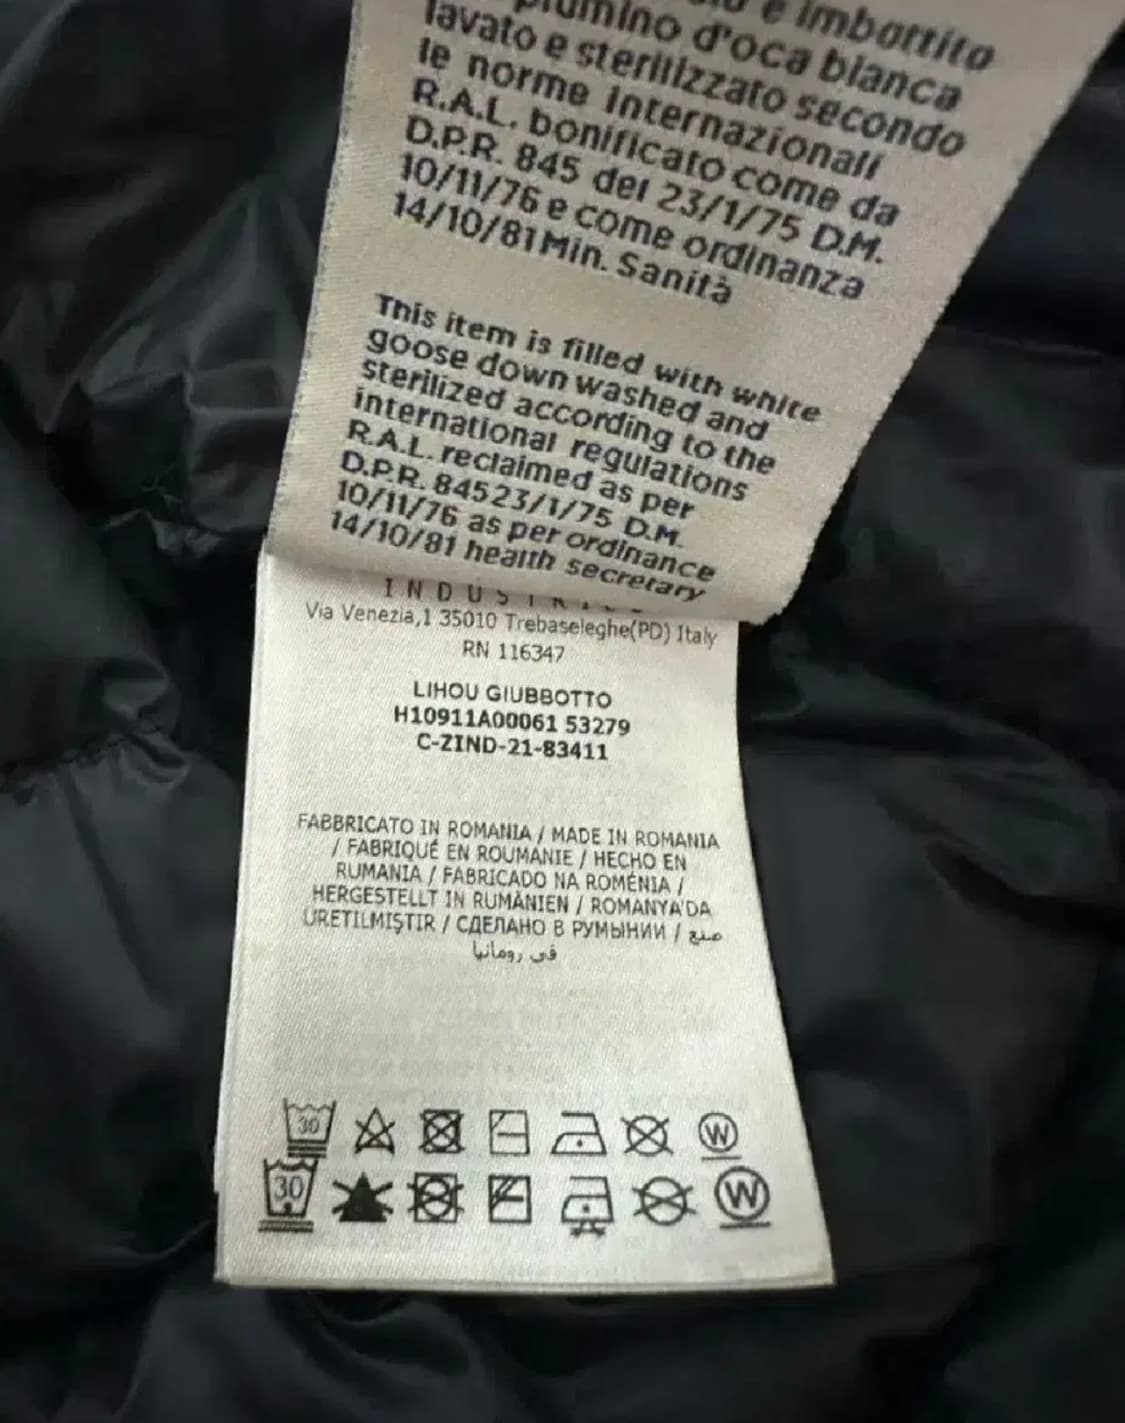 e imbottito
piumino d'oca bianca
lavato e sterilizzato secondo
le norme internazionali
R.A.L. bonificato come da
D.P.R. 845 del 23/1/75 D.M.
10/11/76 e come ordinanza
14/10/81 Min. Sanità
This item is filled with white
goose down washed and
sterilized according to the
international regulations
R.A.L. reclaimed as per
D.P.R. 84523/1/75 D.M.
10/11/76 as per ordinance
14/10/81 health secretary
Via Venezia,1 35010 Trebaseleghe(PD) Italy
RN 116347
LIHOU GIUBBOTTO
H10911A00061 53279
C-ZIND-21-83411
FABBRICATO IN ROMANIA / MADE IN ROMANIA
/ FABRIQUÉ EN ROUMANIE / HECHO EN
RUMANIA / FABRICADO NA ROMÉNIA /
HERGESTELLT IN RUMÄNIEN / ROMANYA'DA
ÜRETILMIŞTIR / СДЕЛАНО В РУМЫНИИ / صنع
في رومانيا
30 W
30 W